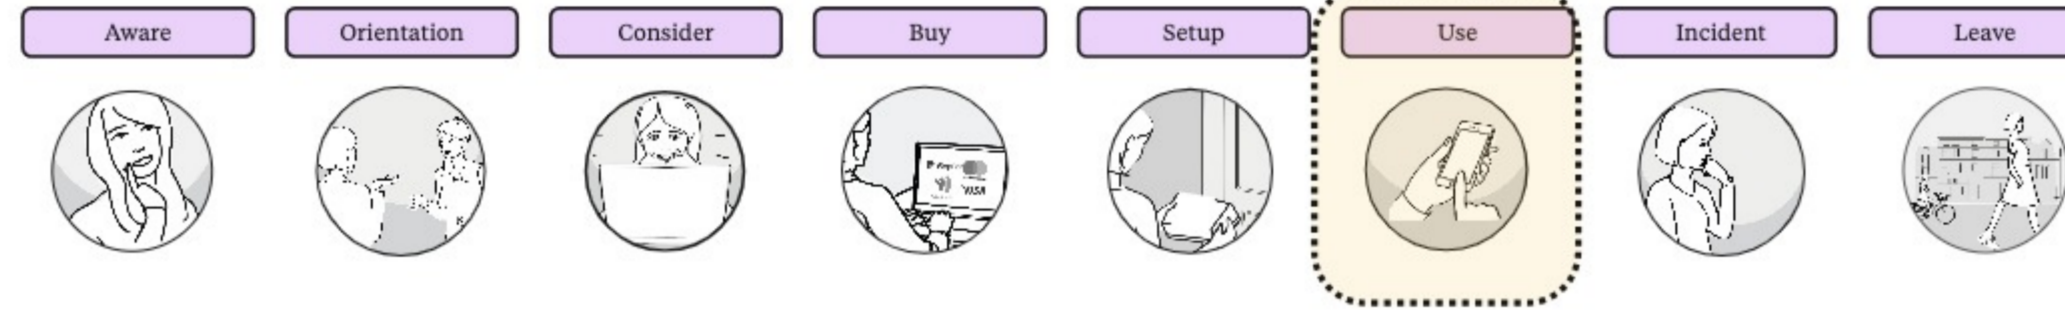 Aware
Orientation
Consider
Buy
Setup
Use
Incident
Leave
VISA